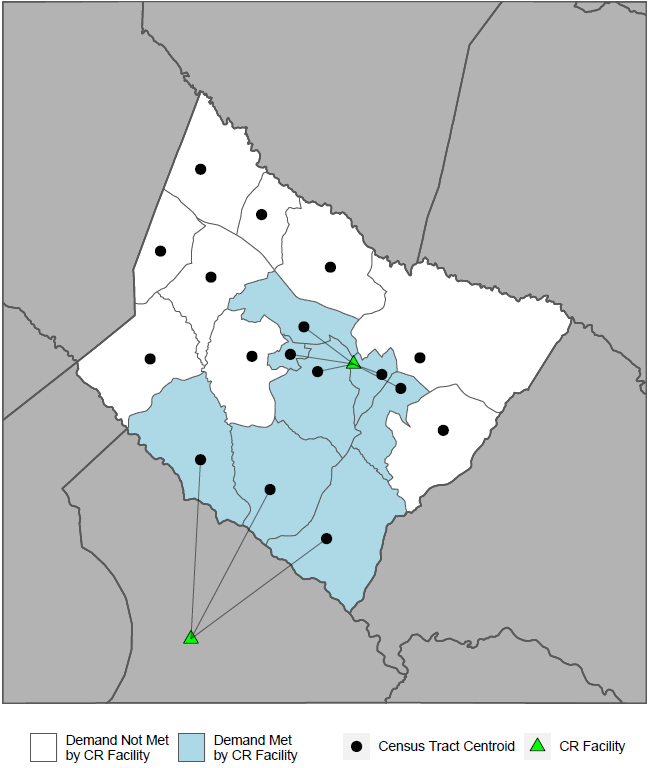 Demand Not Met
by CR Facility
Demand Met
by CR Facility
Census Tract Centroid
CR Facility